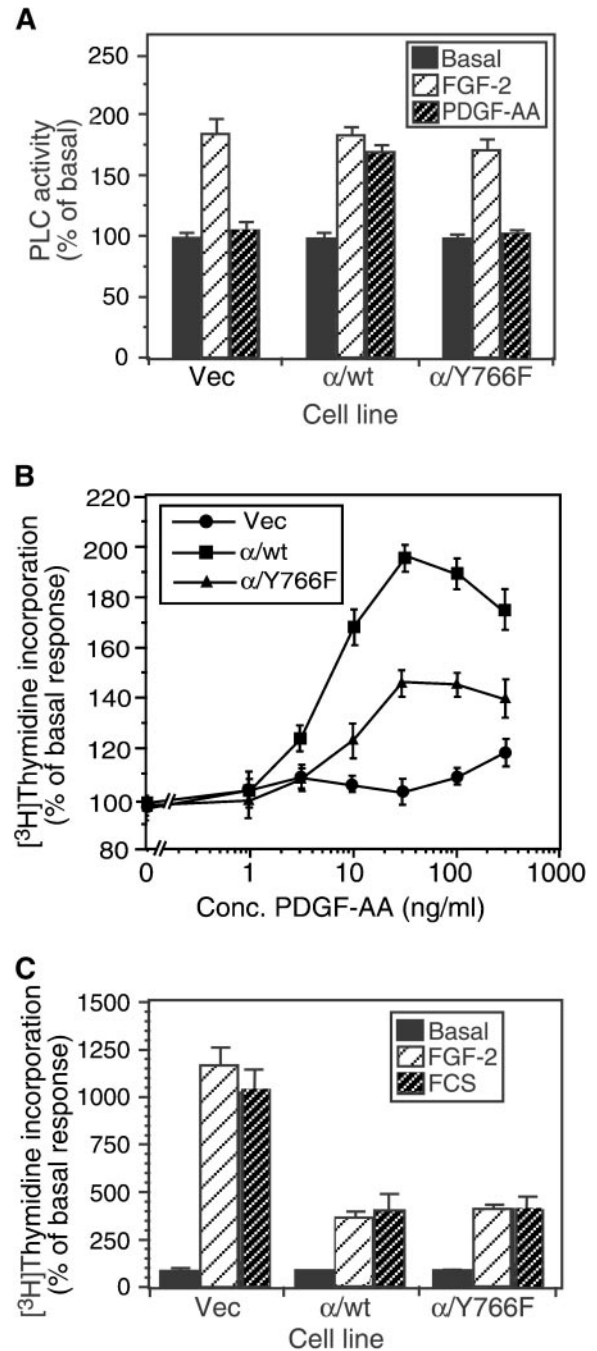 A
PLC activity
(% of basal)
250
200
150
100
50
0
Basal
FGF-2
PDGF-AA
Vec
α/wt
α/Y766F
Cell line
B
[³H]Thymidine incorporation
(% of basal response)
220
200
180
160
140
120
100
80
Vec
α/wt
α/Y766F
0
1
10
100
1000
Conc. PDGF-AA (ng/ml)
C
[³H]Thymidine incorporation
(% of basal response)
1500
1250
1000
750
500
250
0
Basal
FGF-2
FCS
Vec
α/wt
α/Y766F
Cell line